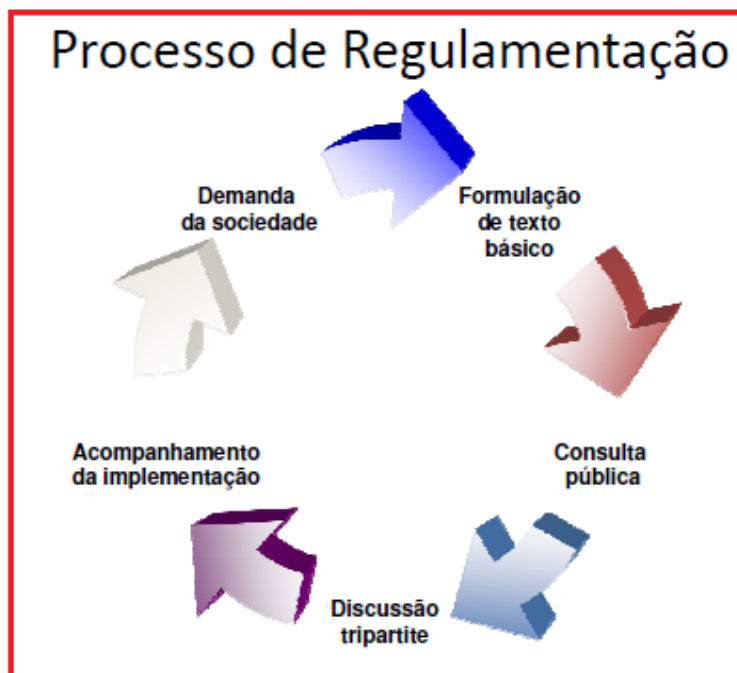 Processo de Regulamentação
Demanda
da sociedade
Formulação
de texto
básico
Consulta
pública
Discussão
tripartite
Acompanhamento
da implementação